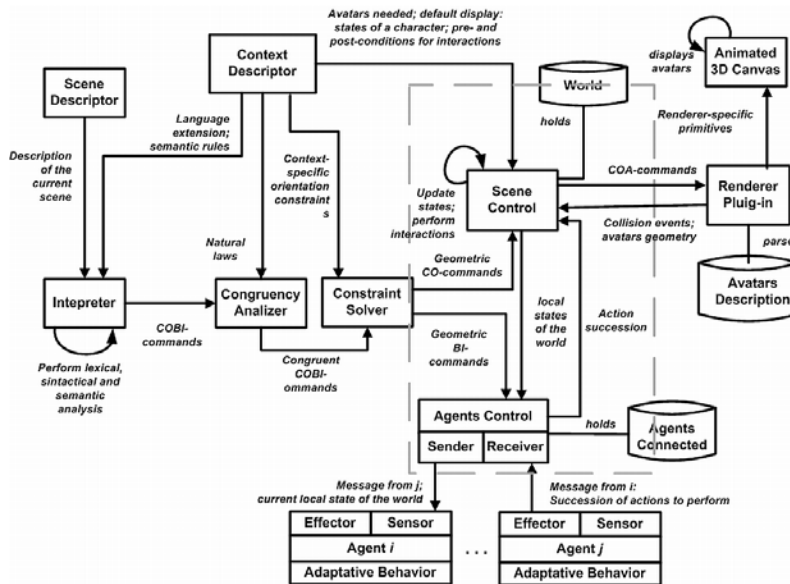 Avatars needed; default display:
states of a character; pre- and
post-conditions for interactions
displays
avatars
Animated
3D Canvas
Context
Descriptor
Scene
Descriptor
World
holds
Renderer-specific
primitives
Language
extension;
semantic rules
Description
of the
current
scene
Context-
specific
orientation
constraint
s
Update
states;
perform
interactions
Scene
Control
COA-commands
Renderer
Pluig-in
Collision events;
avatars geometry
parse
Natural
laws
Geometric
CO-commands
Avatars
Description
Intepreter
Congruency
Analizer
Constraint
Solver
local
states
of the
world
Action
succession
COBI-
commands
Geometric
BI-
commands
Perform lexical,
sintactical and
semantic
analysis
Congruent
COBI-
ommands
Agents Control
Sender
Receiver
holds
Agents
Connected
Message from j;
current local state of the world
Message from i:
Succession of actions to perform
Effector
Sensor
Agent i
Adaptative Behavior
...
Effector
Sensor
Agent j
Adaptative Behavior